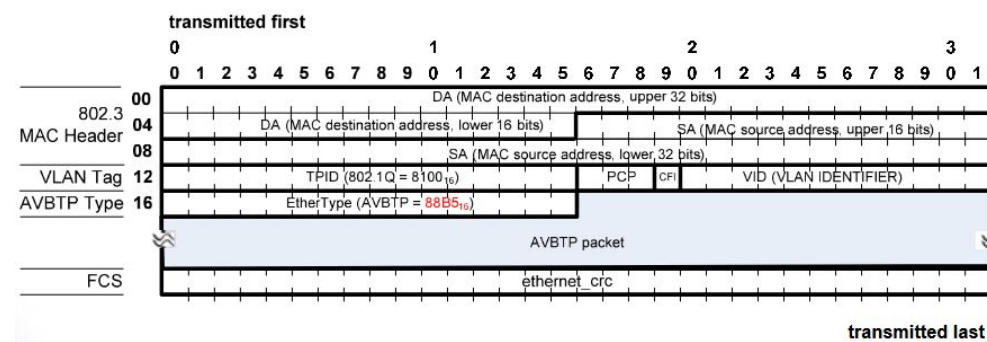 transmitted first
0 1 2 3
0 1 2 3 4 5 6 7 8 9 0 1 2 3 4 5 6 7 8 9 0 1 2 3 4 5 6 7 8 9 0 1
00 DA (MAC destination address, upper 32 bits)
802.3
MAC Header
04 DA (MAC destination address, lower 16 bits) SA (MAC source address, upper 16 bits)
08 SA (MAC source address, lower 32 bits)
VLAN Tag 12 TPID (802.1Q = 8100₁₆) PCP CFI VID (VLAN IDENTIFIER)
AVBTP Type 16 EtherType (AVBTP = 88B5₁₆)
AVBTP packet
FCS ethernet_crc
transmitted last